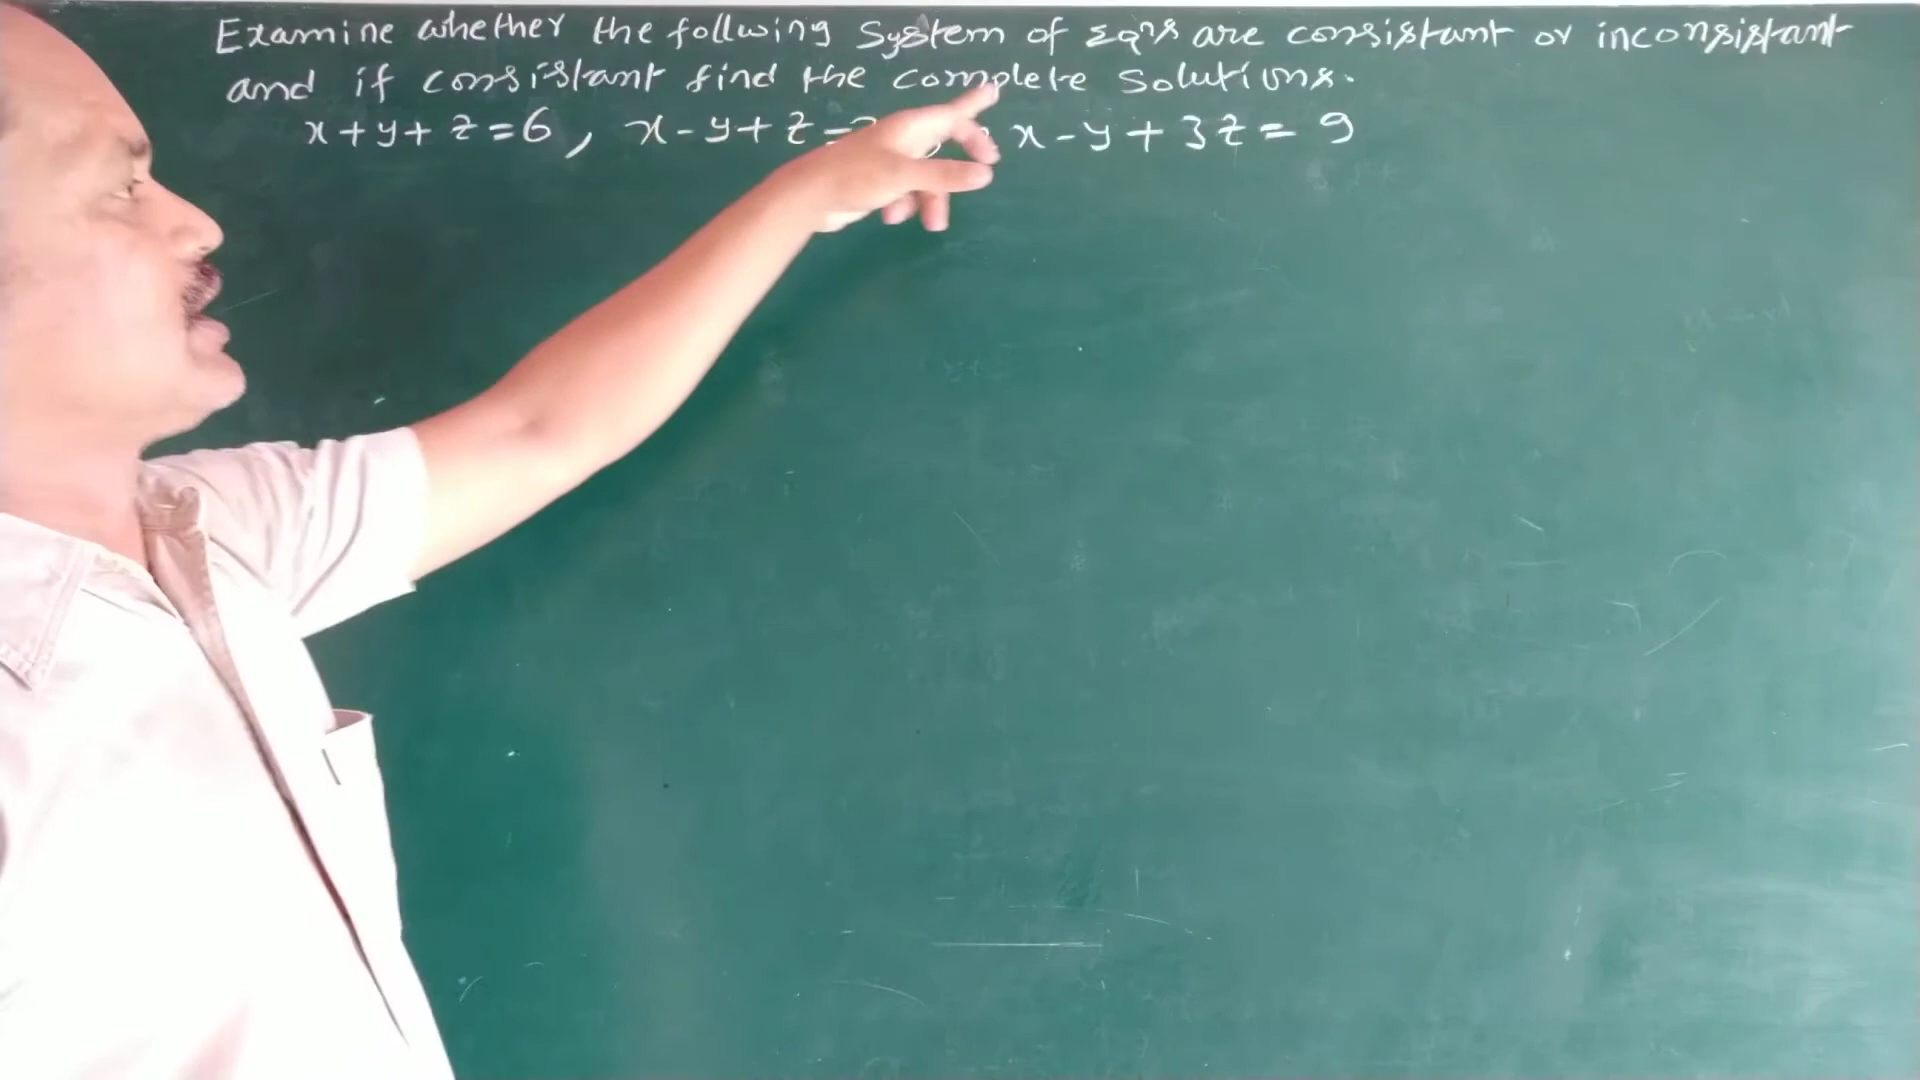 Examine whether the following System of Eqns are consistant or inconsistant
and if consistant find the complete solutions.
x+y+z=6, x-y+z= x-y+3z=9